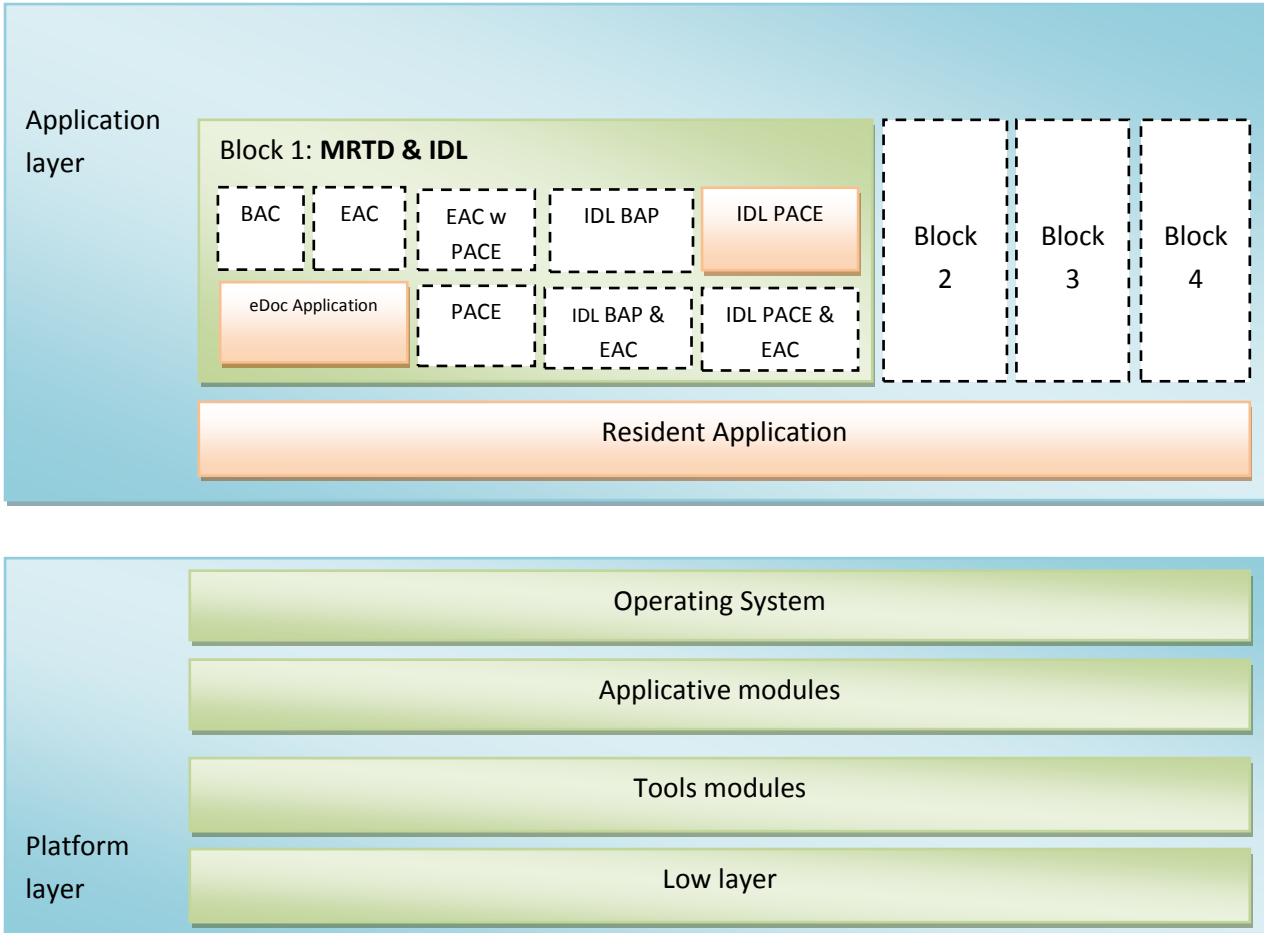 Application
layer
Block 1: MRTD & IDL
BAC
EAC
EAC w
PACE
IDL BAP
IDL PACE
eDoc Application
PACE
IDL BAP &
EAC
IDL PACE &
EAC
Block
2
Block
3
Block
4
Resident Application
Operating System
Applicative modules
Tools modules
Low layer
Platform
layer